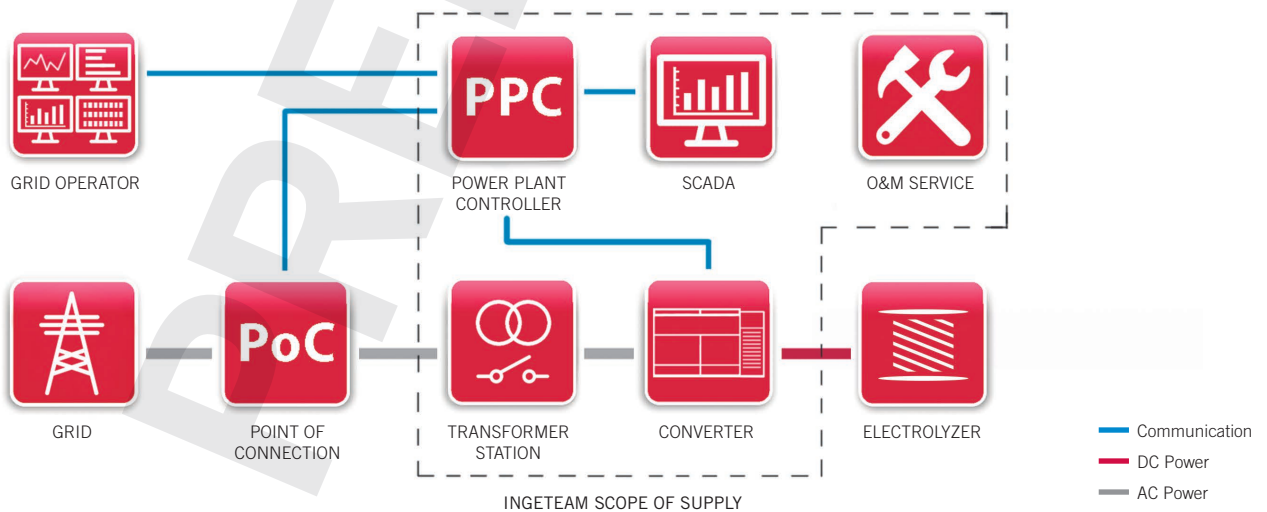 PPC
GRID OPERATOR
POWER PLANT
CONTROLLER
SCADA
O&M SERVICE
PoC
GRID
POINT OF
CONNECTION
TRANSFORMER
STATION
CONVERTER
ELECTROLYZER
Communication
DC Power
AC Power
INGETEAM SCOPE OF SUPPLY